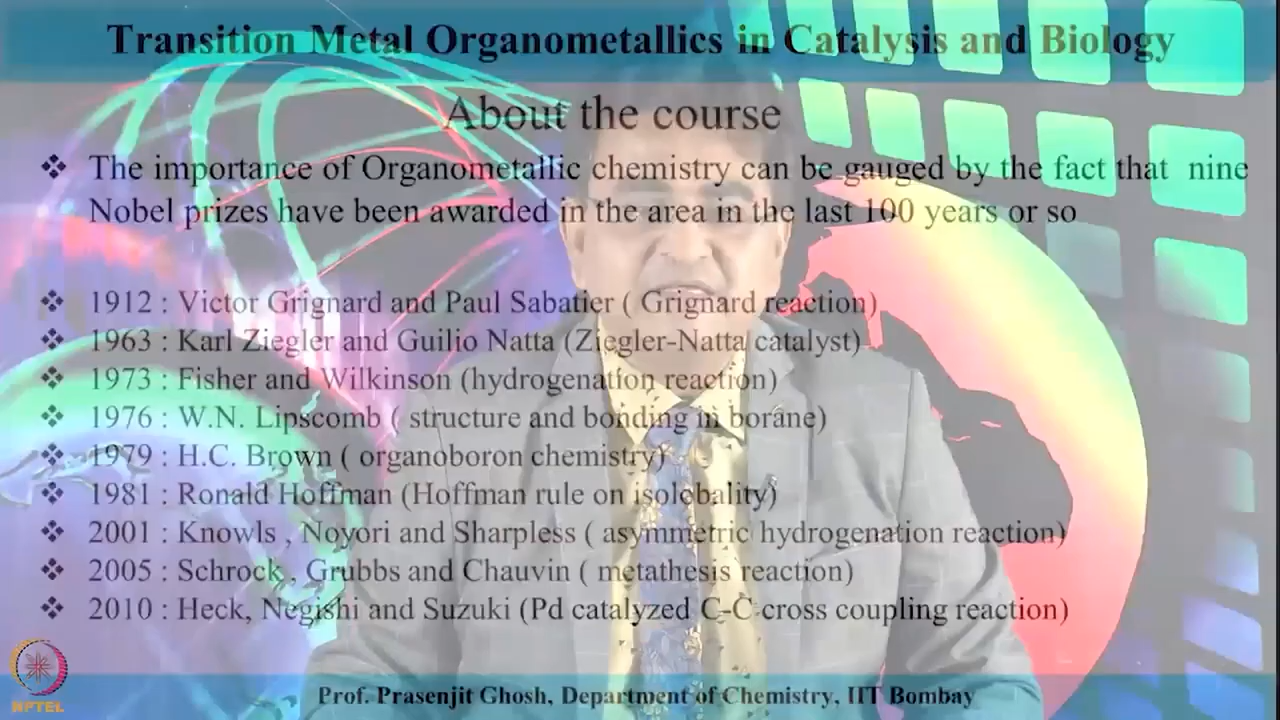 Transition Metal Organometallics in Catalysis and Biology
About the course
❖ The importance of Organometallic chemistry can be gauged by the fact that nine
Nobel prizes have been awarded in the area in the last 100 years or so
❖ 1912 : Victor Grignard and Paul Sabatier ( Grignard reaction)
❖ 1963 : Karl Ziegler and Guilio Natta (Ziegler-Natta catalyst)
❖ 1973 : Fisher and Wilkinson (hydrogenation reaction)
❖ 1976 : W.N. Lipscomb ( structure and bonding in borane)
❖ 1979 : H.C. Brown ( organoboron chemistry)
❖ 1981 : Ronald Hoffman (Hoffman rule on isolobality)
❖ 2001 : Knowls , Noyori and Sharpless ( asymmetric hydrogenation reaction)
❖ 2005 : Schrock , Grubbs and Chauvin ( metathesis reaction)
❖ 2010 : Heck, Negishi and Suzuki (Pd catalyzed C-C cross coupling reaction)
NPTEL
Prof. Prasenjit Ghosh, Department of Chemistry, IIT Bombay